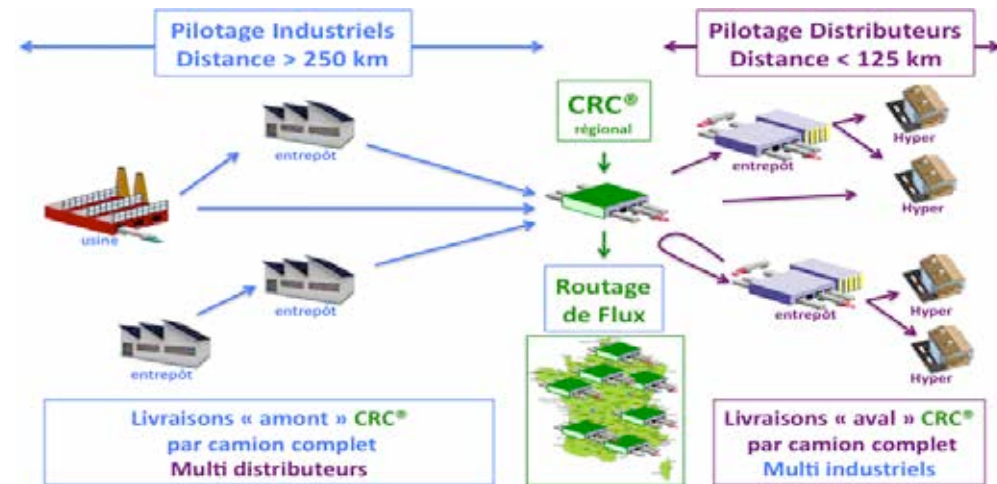 Pilotage Industriels
Distance > 250 km
Pilotage Distributeurs
Distance < 125 km
CRC®
régional
entrepôt
Hyper
entrepôt
Hyper
usine
entrepôt
Routage
de Flux
entrepôt
Hyper
Hyper
entrepôt
Livraisons « amont » CRC®
par camion complet
Multi distributeurs
Livraisons « aval » CRC®
par camion complet
Multi industriels